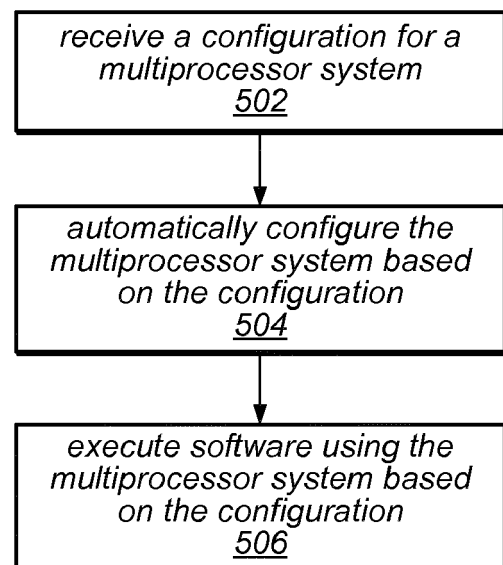 receive a configuration for a
multiprocessor system
502
automatically configure the
multiprocessor system based
on the configuration
504
execute software using the
multiprocessor system based
on the configuration
506